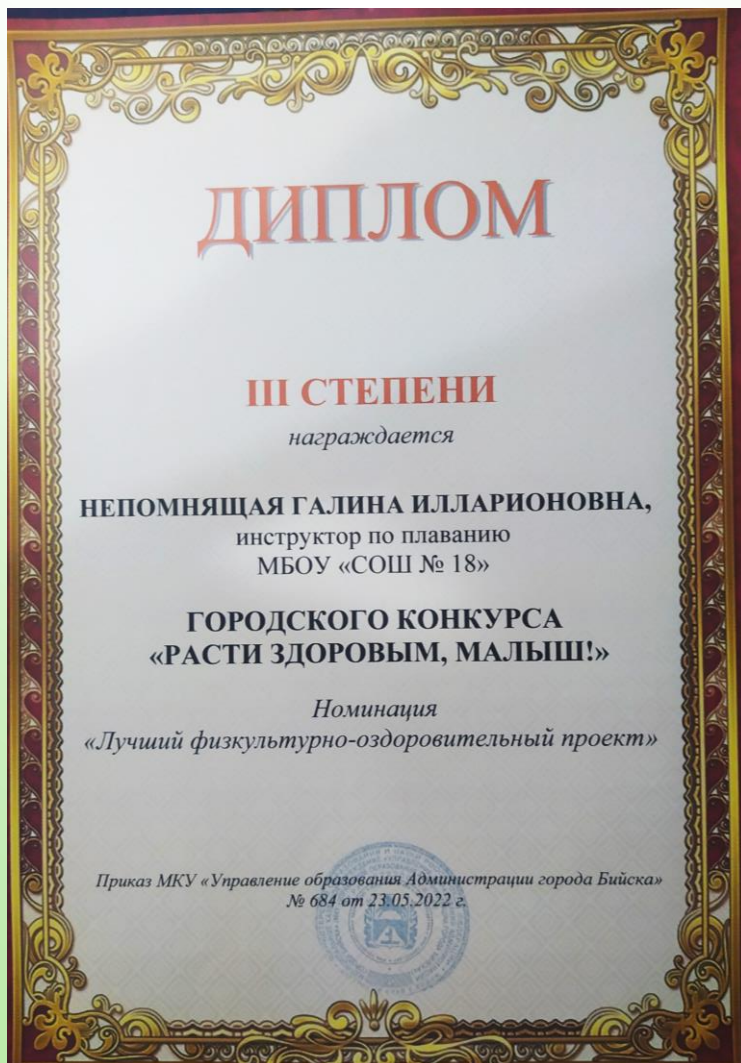 ДИПЛОМ
III СТЕПЕНИ
награждается
НЕПОМНЯЩАЯ ГАЛИНА ИЛЛАРИОНОВНА,
инструктор по плаванию
МБОУ «СОШ № 18»
ГОРОДСКОГО КОНКУРСА
«РАСТИ ЗДОРОВЫМ, МАЛЫШ!»
Номинация
«Лучший физкультурно-оздоровительный проект»
Приказ МКУ «Управление образования Администрации города Бийска»
№ 684 от 23.05.2022 г.